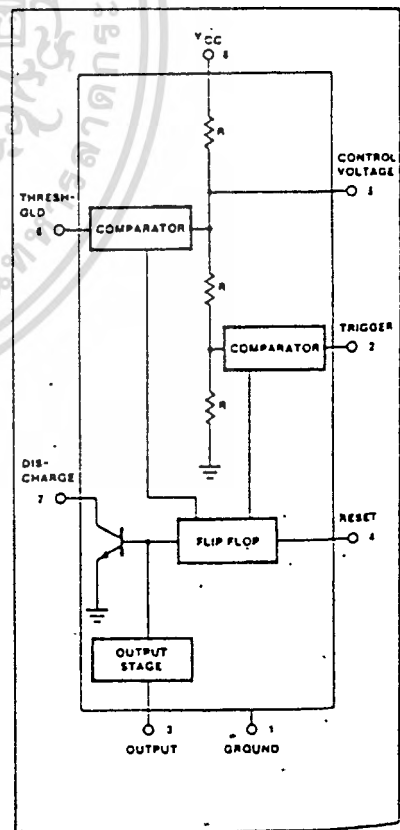 VCC
8
R
CONTROL
VOLTAGE
5
THRESH-
OLD
6
COMPARATOR
R
TRIGGER
2
COMPARATOR
R
DIS-
CHARGE
7
RESET
4
FLIP FLOP
OUTPUT
STAGE
3
OUTPUT
1
GROUND